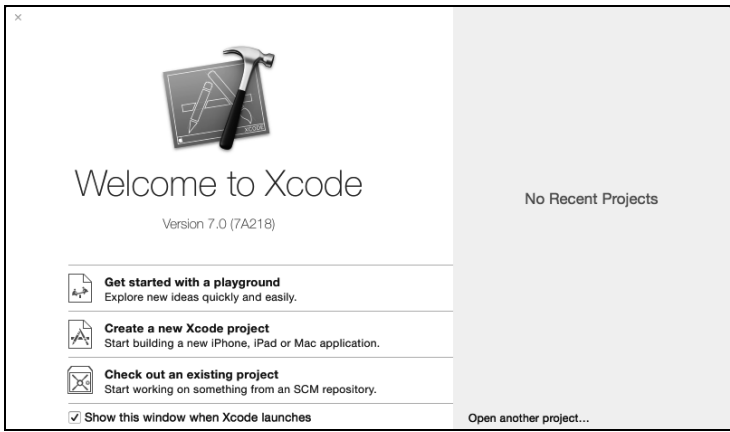 XCODE
Welcome to Xcode
Version 7.0 (7A218)
Get started with a playground
Explore new ideas quickly and easily.
Create a new Xcode project
Start building a new iPhone, iPad or Mac application.
Check out an existing project
Start working on something from an SCM repository.
Show this window when Xcode launches
No Recent Projects
Open another project...